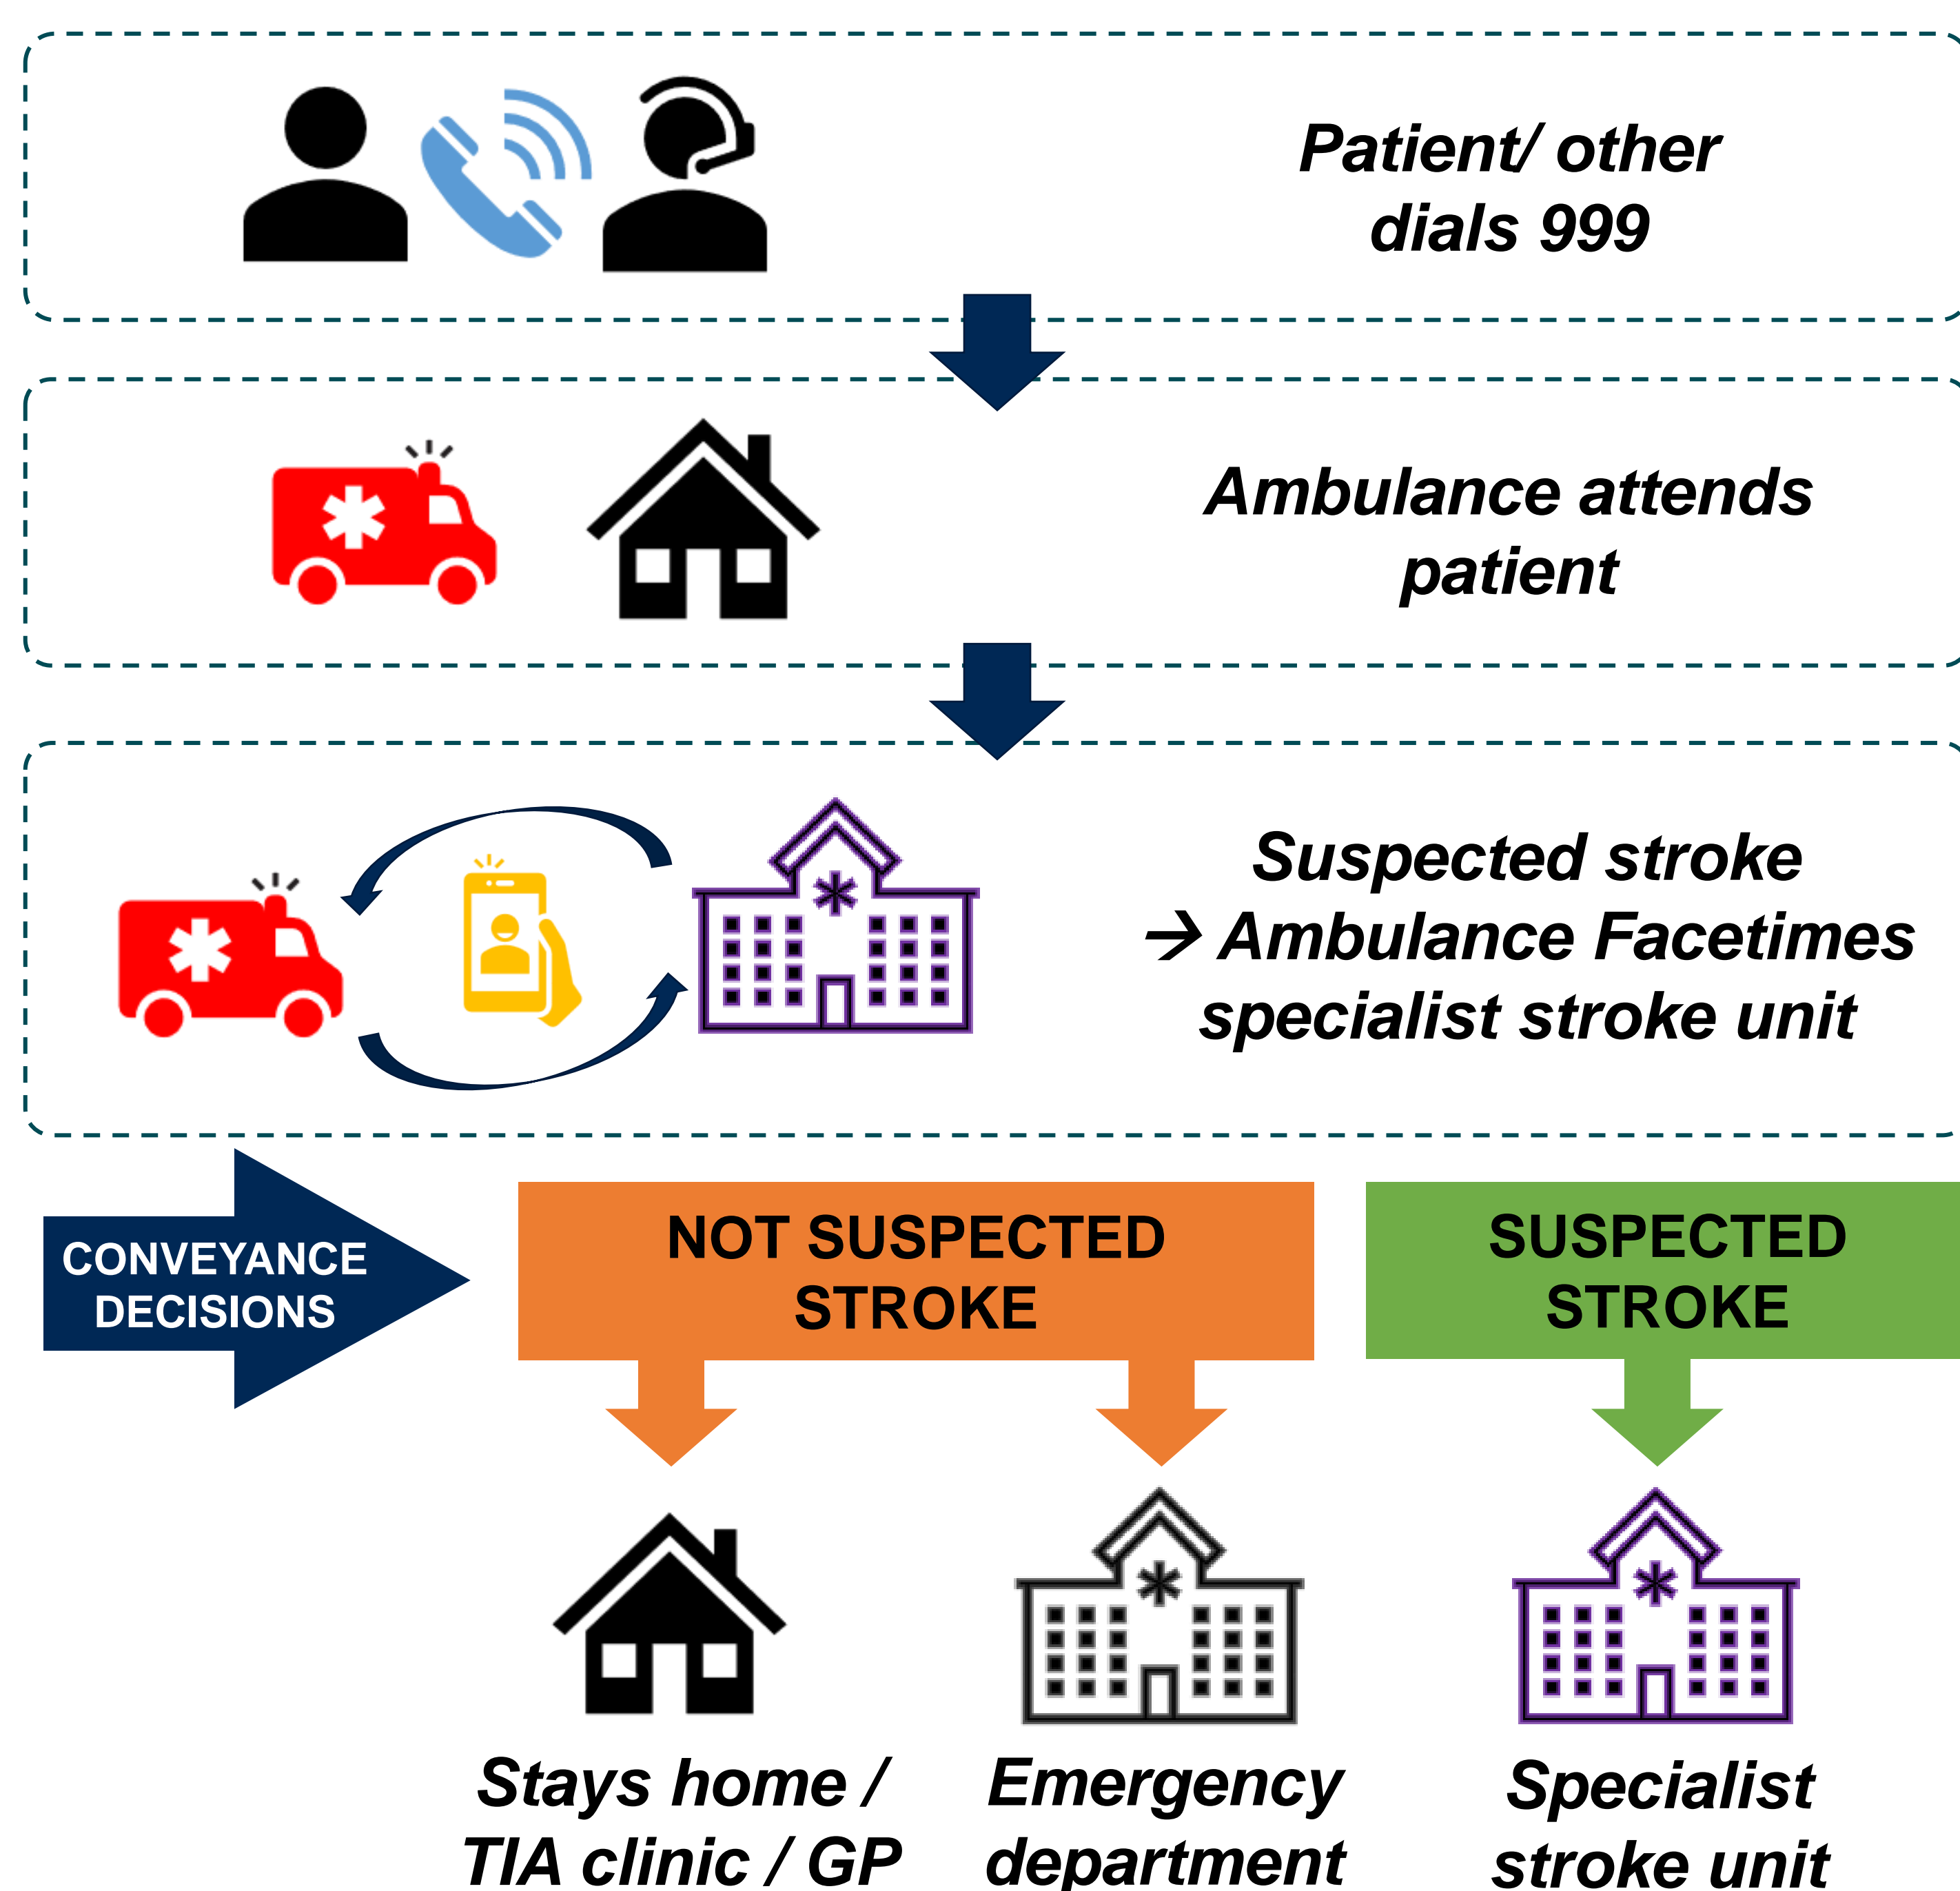 Patient/ other
dials 999
Ambulance attends
patient
Suspected stroke
→ Ambulance Facetimes
specialist stroke unit
CONVEYANCE
DECISIONS
NOT SUSPECTED
STROKE
SUSPECTED
STROKE
Stays home /
TIA clinic / GP
Emergency
department
Specialist
stroke unit